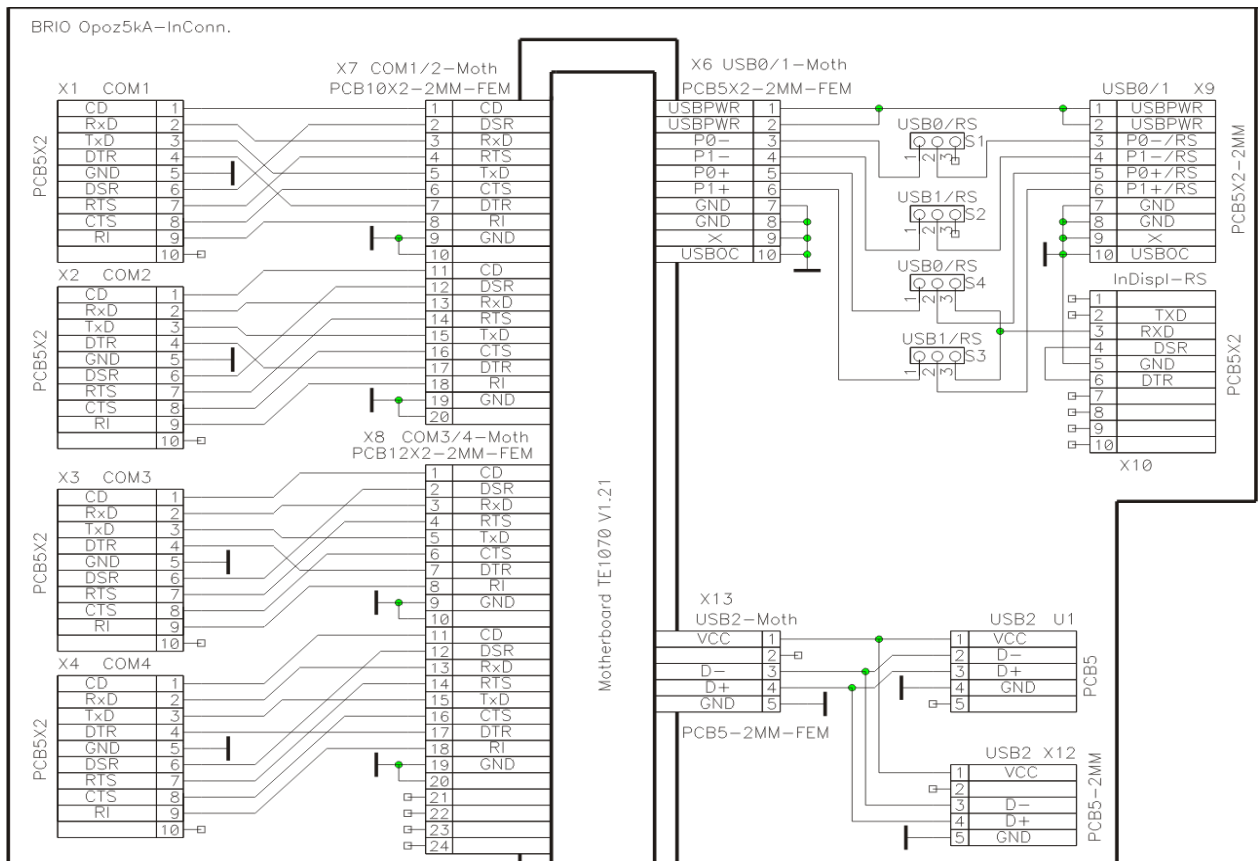 BRIO Opoz5kA-InConn.
X1 COM1
PCB5X2
CD 1
RxD 2
TxD 3
DTR 4
GND 5
DSR 6
RTS 7
CTS 8
RI 9
10
X2 COM2
PCB5X2
CD 1
RxD 2
TxD 3
DTR 4
GND 5
DSR 6
RTS 7
CTS 8
RI 9
10
X3 COM3
PCB5X2
CD 1
RxD 2
TxD 3
DTR 4
GND 5
DSR 6
RTS 7
CTS 8
RI 9
10
X4 COM4
PCB5X2
CD 1
RxD 2
TxD 3
DTR 4
GND 5
DSR 6
RTS 7
CTS 8
RI 9
10
X7 COM1/2-Moth
PCB10X2-2MM-FEM
1 CD
2 DSR
3 RxD
4 RTS
5 TxD
6 CTS
7 DTR
8 RI
9 GND
10
11 CD
12 DSR
13 RxD
14 RTS
15 TxD
16 CTS
17 DTR
18 RI
19 GND
20
X8 COM3/4-Moth
PCB12X2-2MM-FEM
1 CD
2 DSR
3 RxD
4 RTS
5 TxD
6 CTS
7 DTR
8 RI
9 GND
10
11 CD
12 DSR
13 RxD
14 RTS
15 TxD
16 CTS
17 DTR
18 RI
19 GND
20
21
22
23
24
Motherboard TE1070 V1.21
X6 USB0/1-Moth
PCB5X2-2MM-FEM
USBPWR 1
USBPWR 2
P0- 3
P1- 4
P0+ 5
P1+ 6
GND 7
GND 8
X 9
USBOC 10
USB0/RS
S1
1 2 3
USB1/RS
S2
1 2 3
USB0/RS
S4
1 2 3
USB1/RS
S3
1 2 3
USB0/1 X9
PCB5X2-2MM
1 USBPWR
2 USBPWR
3 P0-/RS
4 P1-/RS
5 P0+/RS
6 P1+/RS
7 GND
8 GND
9 X
10 USBOC
InDispl-RS
PCB5X2
1
2 TXD
3 RXD
4 DSR
5 GND
6 DTR
7
8
9
10
X10
X13
USB2-Moth
VCC 1
2
D- 3
D+ 4
GND 5
PCB5-2MM-FEM
USB2 U1
PCB5
1 VCC
2 D-
3 D+
4 GND
5
USB2 X12
PCB5-2MM
1 VCC
2
3 D-
4 D+
5 GND